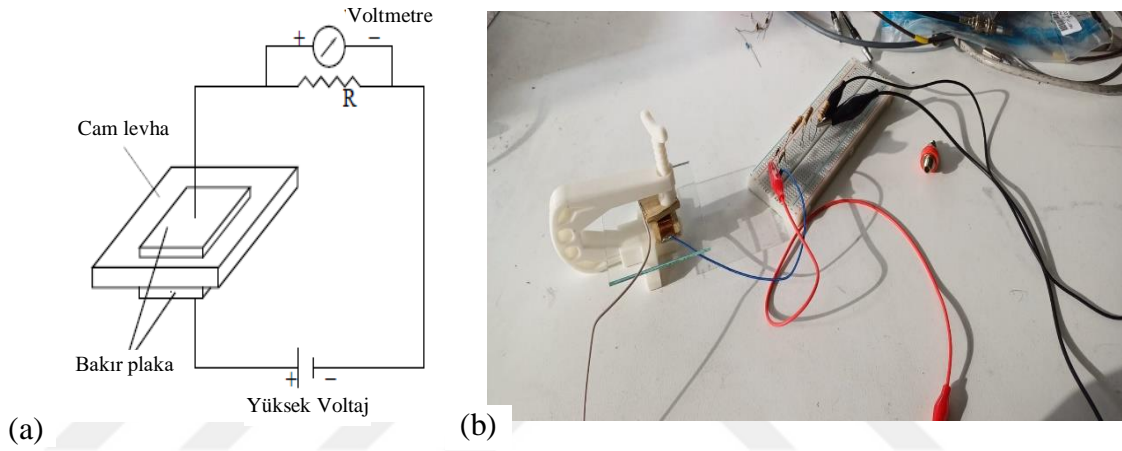 Voltmetre
+ −
R
Cam levha
Bakır plaka
+ −
Yüksek Voltaj
(a)
(b)